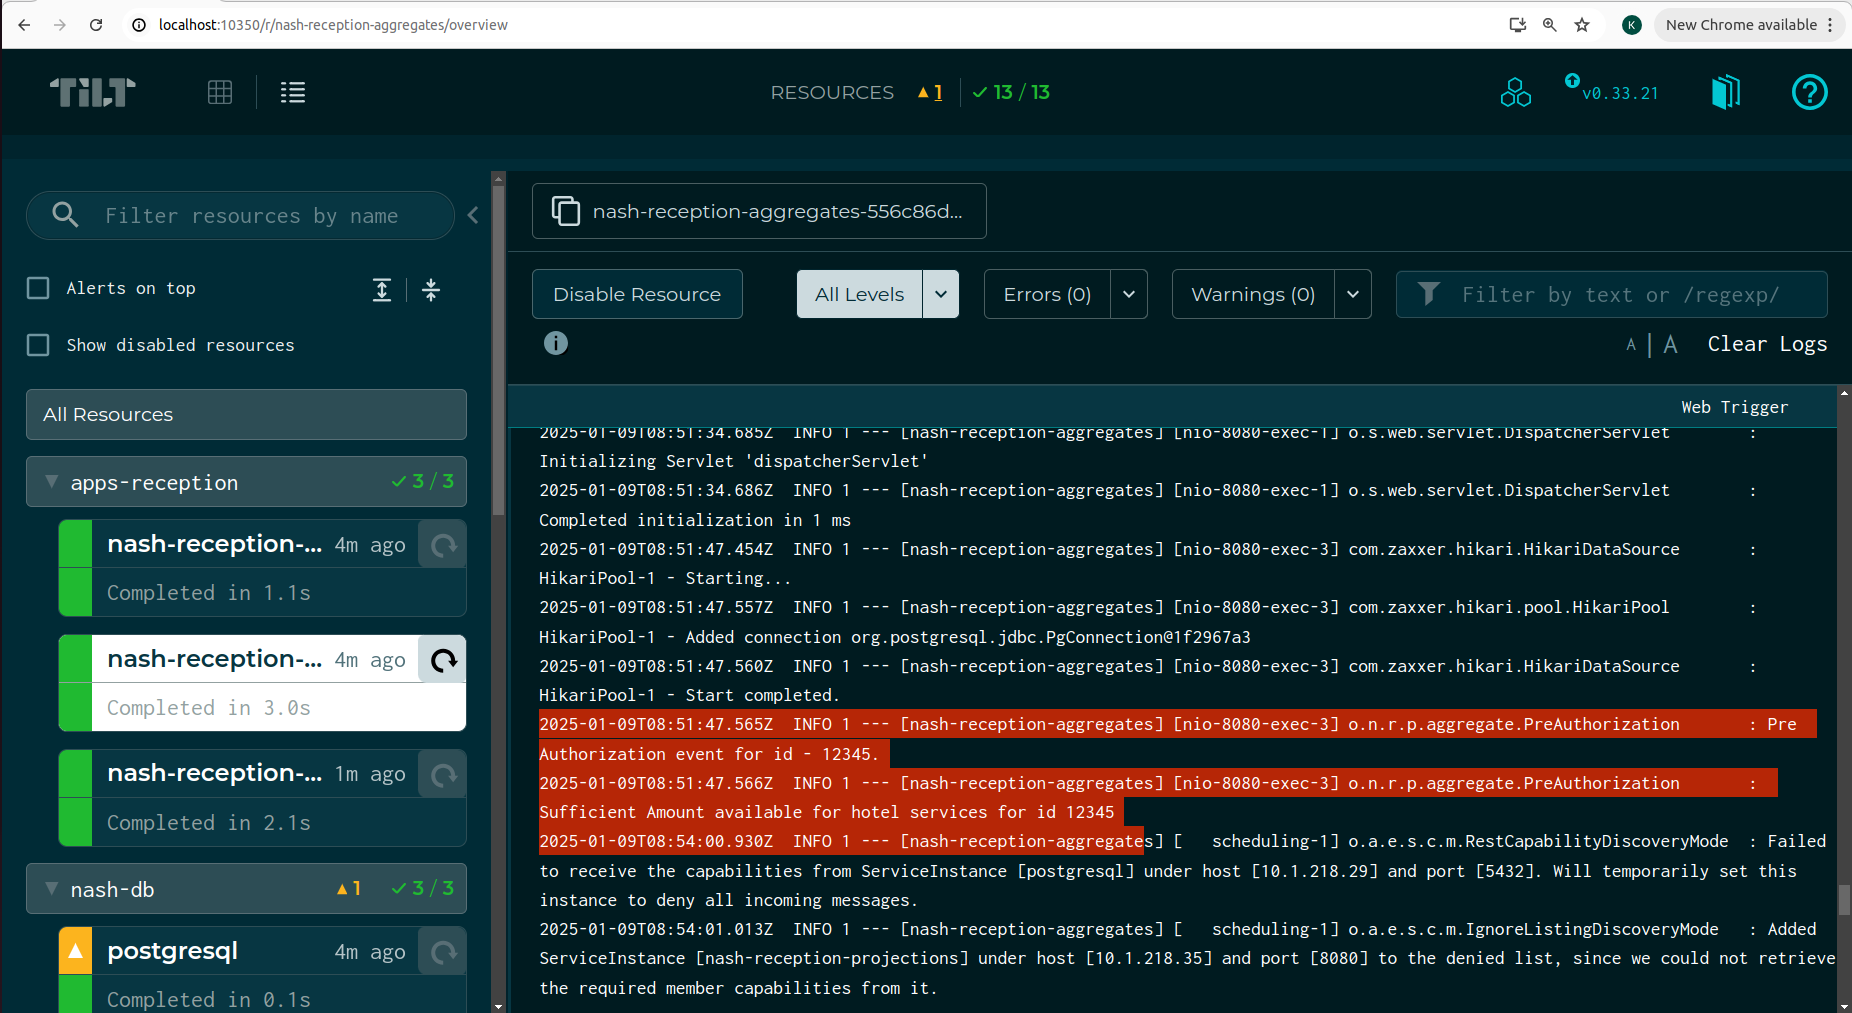 localhost:10350/r/nash-reception-aggregates/overview
K
New Chrome available
TILT
RESOURCES 1 13 / 13
v0.33.21
?
Filter resources by name
Alerts on top
Show disabled resources
All Resources
apps-reception 3 / 3
nash-reception-... 4m ago
Completed in 1.1s
nash-reception-... 4m ago
Completed in 3.0s
nash-reception-... 1m ago
Completed in 2.1s
nash-db 1 3 / 3
postgresql 4m ago
Completed in 0.1s
nash-reception-aggregates-556c86d...
Disable Resource
All Levels
Errors (0)
Warnings (0)
Filter by text or /regexp/
i
A | A Clear Logs
Web Trigger
2025-01-09T08:51:34.685Z  INFO 1 --- [nash-reception-aggregates] [nio-8080-exec-1] o.s.web.servlet.DispatcherServlet        :
Initializing Servlet 'dispatcherServlet'
2025-01-09T08:51:34.686Z  INFO 1 --- [nash-reception-aggregates] [nio-8080-exec-1] o.s.web.servlet.DispatcherServlet        :
Completed initialization in 1 ms
2025-01-09T08:51:47.454Z  INFO 1 --- [nash-reception-aggregates] [nio-8080-exec-3] com.zaxxer.hikari.HikariDataSource       :
HikariPool-1 - Starting...
2025-01-09T08:51:47.557Z  INFO 1 --- [nash-reception-aggregates] [nio-8080-exec-3] com.zaxxer.hikari.pool.HikariPool        :
HikariPool-1 - Added connection org.postgresql.jdbc.PgConnection@1f2967a3
2025-01-09T08:51:47.560Z  INFO 1 --- [nash-reception-aggregates] [nio-8080-exec-3] com.zaxxer.hikari.HikariDataSource       :
HikariPool-1 - Start completed.
2025-01-09T08:51:47.565Z  INFO 1 --- [nash-reception-aggregates] [nio-8080-exec-3] o.n.r.p.aggregate.PreAuthorization       : Pre
Authorization event for id - 12345.
2025-01-09T08:51:47.566Z  INFO 1 --- [nash-reception-aggregates] [nio-8080-exec-3] o.n.r.p.aggregate.PreAuthorization       :
Sufficient Amount available for hotel services for id 12345
2025-01-09T08:54:00.930Z  INFO 1 --- [nash-reception-aggregates] [   scheduling-1] o.a.e.s.c.m.RestCapabilityDiscoveryMode  : Failed
to receive the capabilities from ServiceInstance [postgresql] under host [10.1.218.29] and port [5432]. Will temporarily set this
instance to deny all incoming messages.
2025-01-09T08:54:01.013Z  INFO 1 --- [nash-reception-aggregates] [   scheduling-1] o.a.e.s.c.m.IgnoreListingDiscoveryMode   : Added
ServiceInstance [nash-reception-projections] under host [10.1.218.35] and port [8080] to the denied list, since we could not retrieve
the required member capabilities from it.